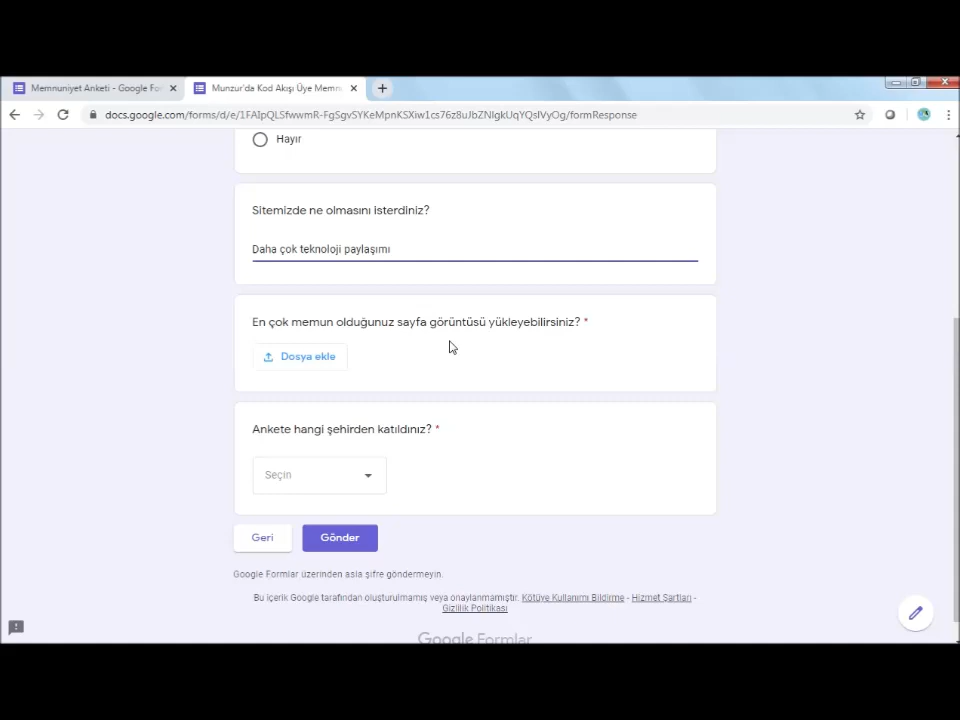 Memnuniyet Anketi - Google For
Munzur'da Kod Akışı Üye Memnu
docs.google.com/forms/d/e/1FAIpQLSfwwmR-FgSgvSYKeMpnKSXiw1cs76z8uJbZNlgkUqYQslVyOg/formResponse
Hayır
Sitemizde ne olmasını isterdiniz?
Daha çok teknoloji paylaşımı
En çok memun olduğunuz sayfa görüntüsü yükleyebilirsiniz? *
Dosya ekle
Ankete hangi şehirden katıldınız? *
Seçin
Geri
Gönder
Google Formlar üzerinden asla şifre göndermeyin.
Bu içerik Google tarafından oluşturulmamış veya onaylanmamıştır. Kötüye Kullanımı Bildirme - Hizmet Şartları -
Gizlilik Politikası
Google Formlar